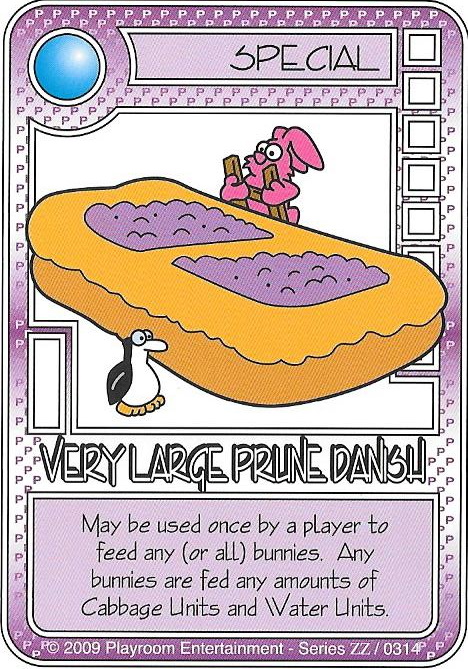 SPECIAL
VERY LARGE PRUNE DANISH
May be used once by a player to
feed any (or all) bunnies. Any
bunnies are fed any amounts of
Cabbage Units and Water Units.
© 2009 Playroom Entertainment - Series ZZ / 0314